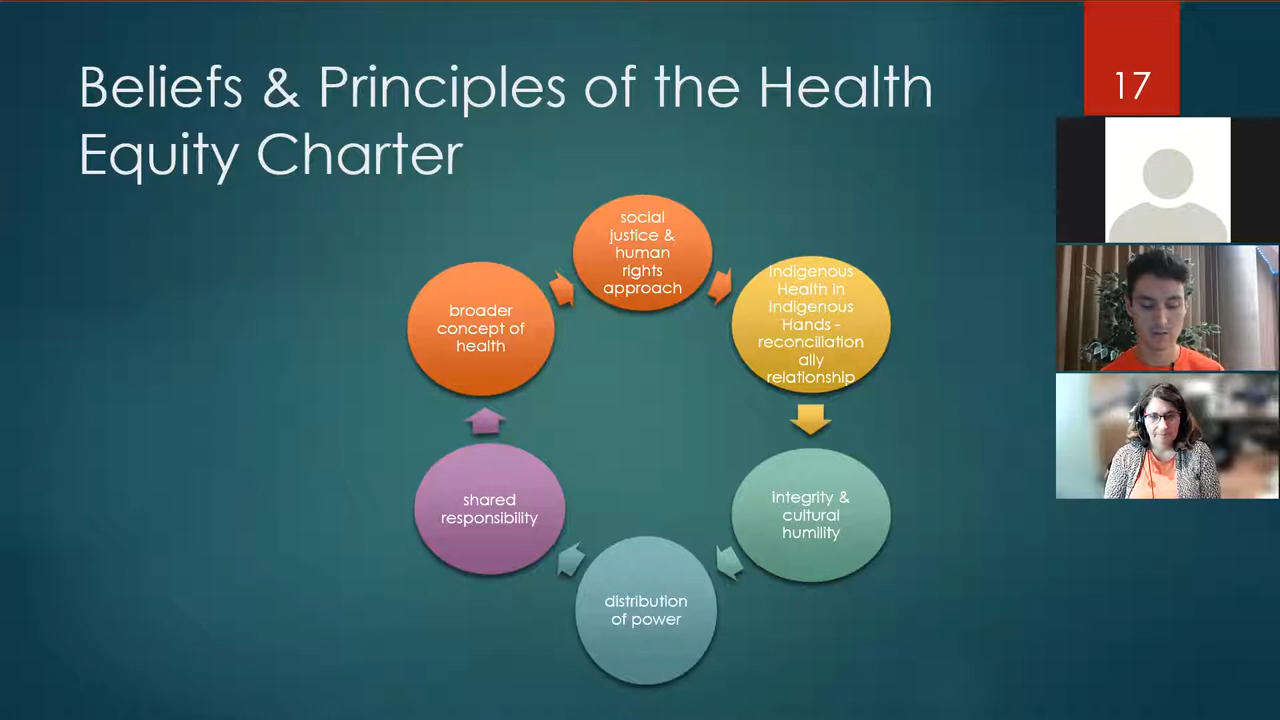 Beliefs & Principles of the Health
Equity Charter
17
social
justice &
human
rights
approach
Indigenous
Health in
Indigenous
Hands -
reconciliation
ally
relationship
integrity &
cultural
humility
distribution
of power
shared
responsibility
broader
concept of
health